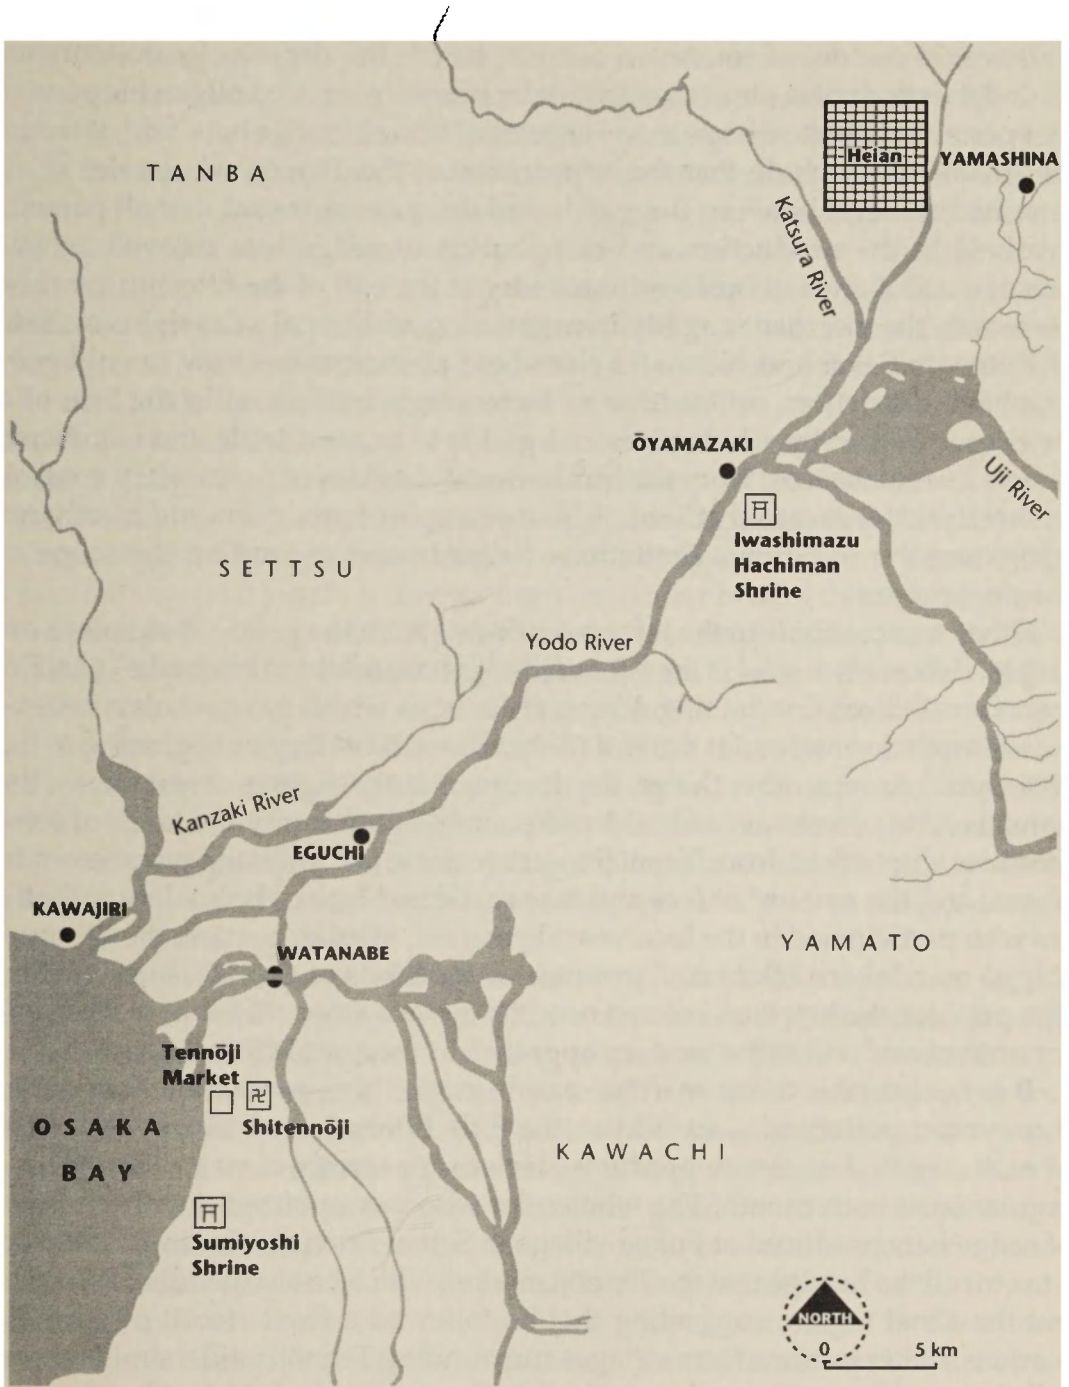 TANBA
Heian
YAMASHINA
Katsura River
ŌYAMAZAKI
Uji River
Iwashimazu
Hachiman
Shrine
SETTSU
Yodo River
Kanzaki River
EGUCHI
KAWAJIRI
WATANABE
YAMATO
Tennōji
Market
卍
Shitennōji
OSAKA
BAY
KAWACHI
Sumiyoshi
Shrine
NORTH
0 5 km